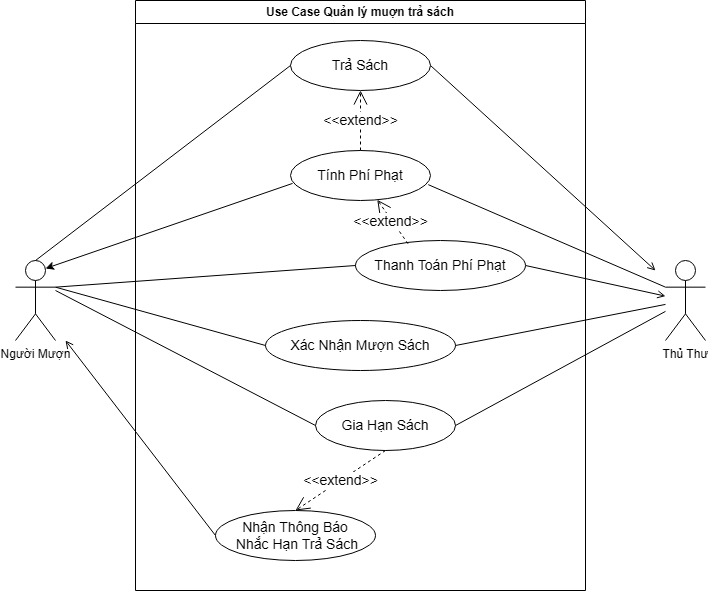 Use Case Quản lý muợn trả sách
Trả Sách
<<extend>>
Tính Phí Phạt
<<extend>>
Thanh Toán Phí Phạt
Người Mượn
Thủ Thư
Xác Nhận Mượn Sách
Gia Hạn Sách
<<extend>>
Nhận Thông Báo
Nhắc Hạn Trả Sách